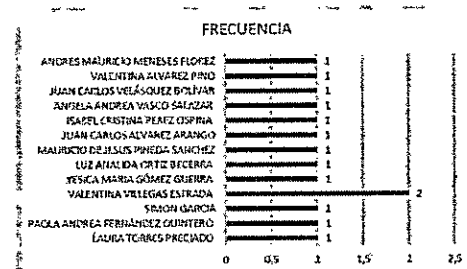 FRECUENCIA
ANDRES MAURICIO MENESES FLOREZ 1
VALENTINA ALVAREZ PINO 1
JUAN CARLOS VELÁSQUEZ BOLÍVAR 1
ANGELA ANDREA VASCO SALAZAR 1
ISABEL CRISTINA PEREZ OSPINA 1
JUAN CARLOS ALVAREZ ARANGO 1
MAURICIO DE JESUS PINEDA SANCHEZ 1
LUZ ANALIDA ORTIZ BECERRA 1
YESICA MARIA GÓMEZ GUERRA 1
VALENTINA VILLEGAS ESTRADA 2
SIMON GARCIA 1
PAOLA ANDREA FERNÁNDEZ QUINTERO 1
LAURA TORRES PRECIADO 1
0 0,5 1 1,5 2 2,5